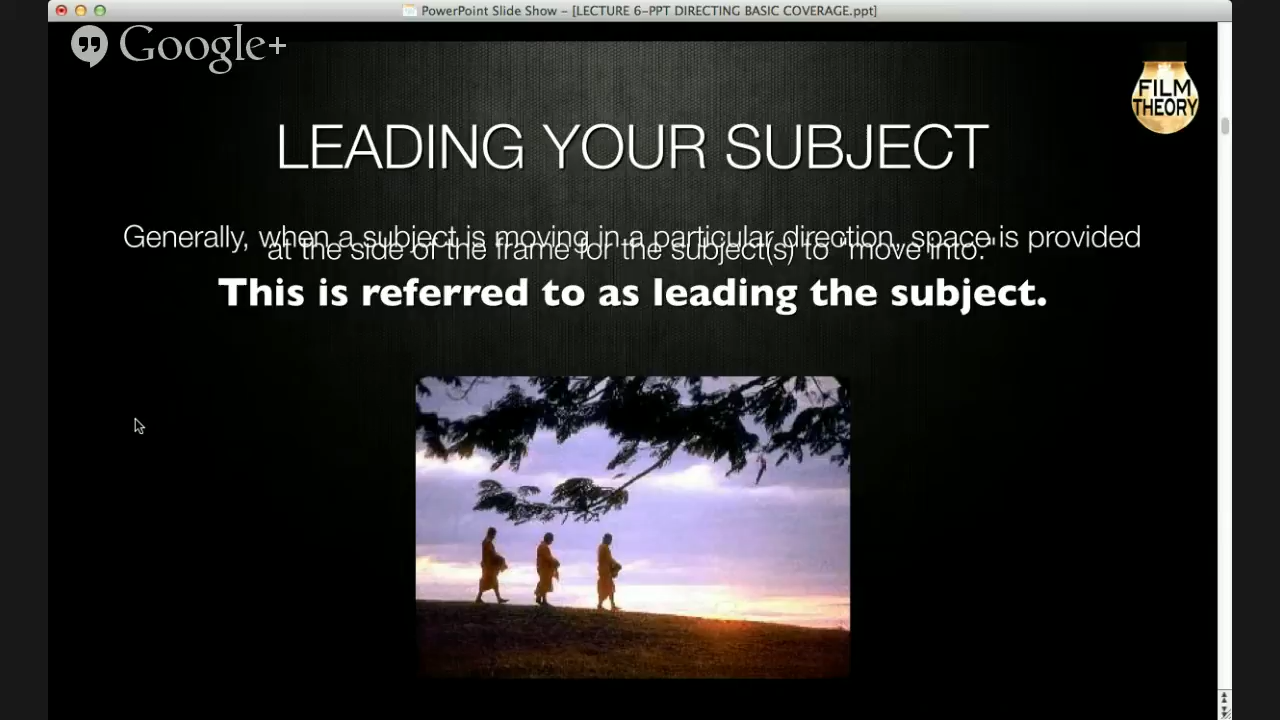 PowerPoint Slide Show – [LECTURE 6-PPT DIRECTING BASIC COVERAGE.ppt]
Google+
FILM
THEORY
LEADING YOUR SUBJECT
Generally, when a subject is moving in a particular direction, space is provided
at the side of the frame for the subject(s) to "move into."
This is referred to as leading the subject.